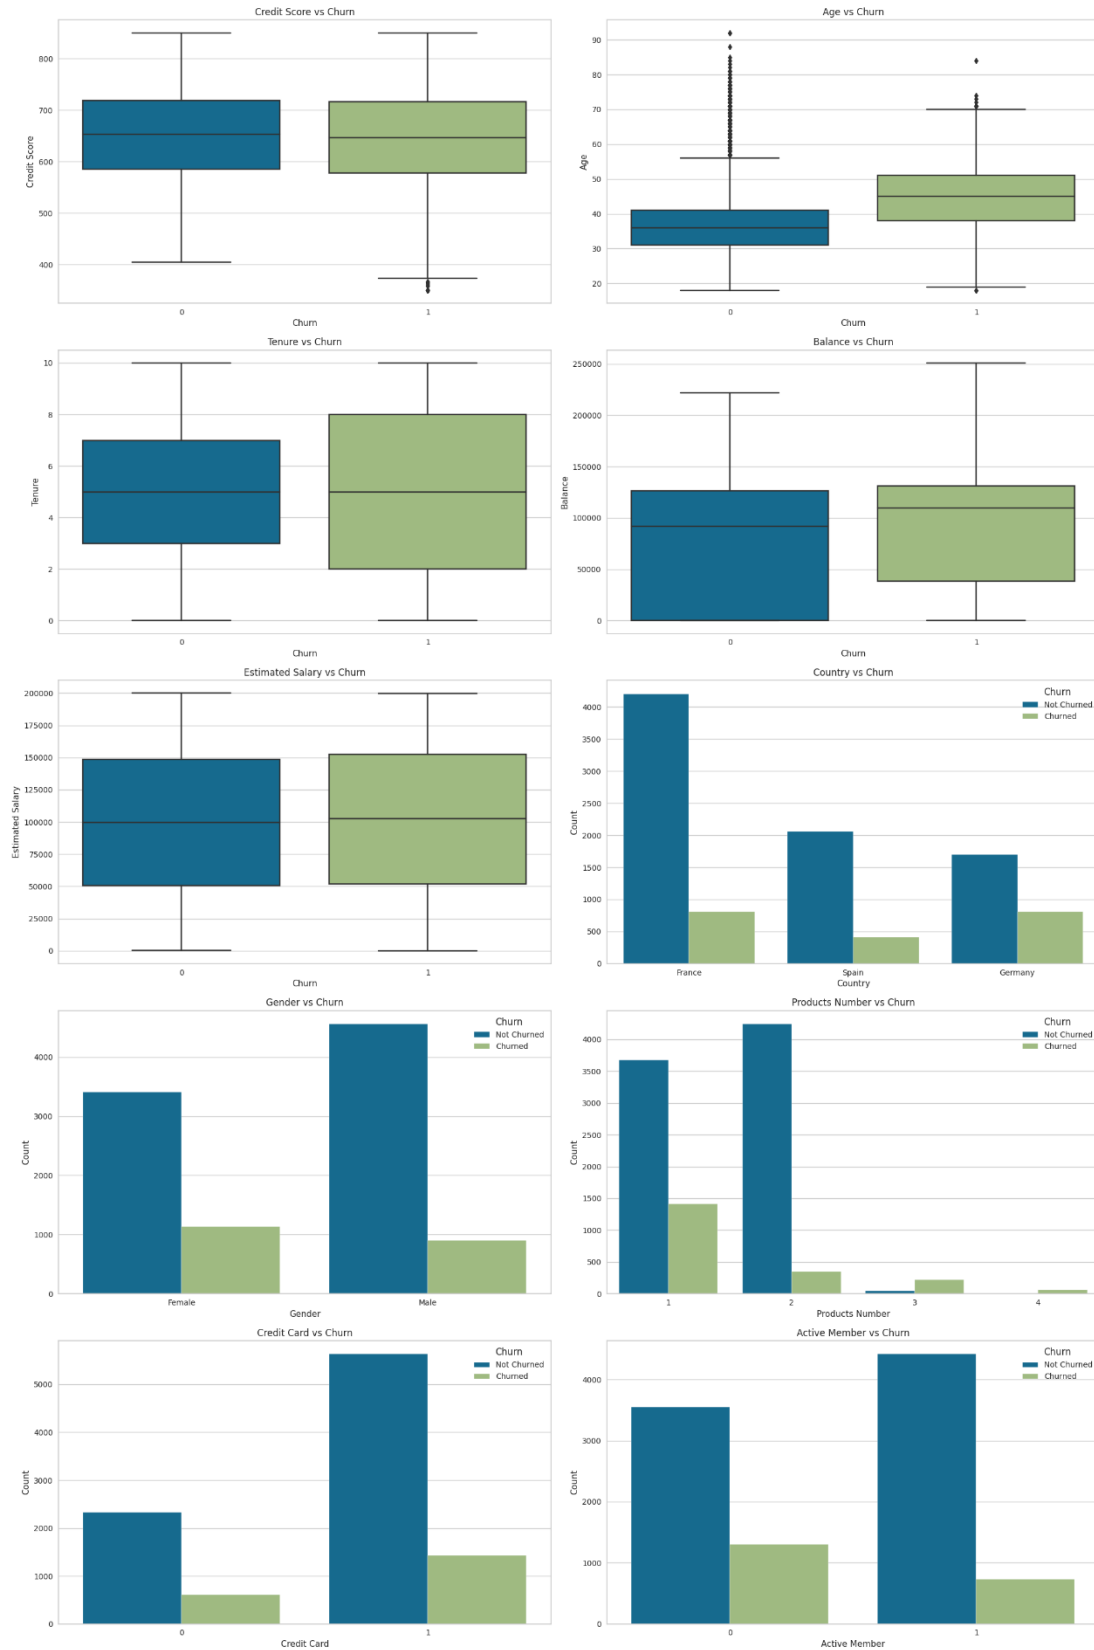 Credit Score vs Churn
800
700
600
500
400
Credit Score
0
1
Churn
Age vs Churn
90
80
70
60
50
40
30
20
Age
0
1
Churn
Tenure vs Churn
10
8
6
4
2
0
Tenure
0
1
Churn
Balance vs Churn
250000
200000
150000
100000
50000
0
Balance
0
1
Churn
Estimated Salary vs Churn
200000
175000
150000
125000
100000
75000
50000
25000
0
Estimated Salary
0
1
Churn
Country vs Churn
Churn
Not Churned
Churned
4000
3500
3000
2500
2000
1500
1000
500
0
Count
France
Spain
Germany
Country
Gender vs Churn
Churn
Not Churned
Churned
4000
3000
2000
1000
0
Count
Female
Male
Gender
Products Number vs Churn
Churn
Not Churned
Churned
4000
3500
3000
2500
2000
1500
1000
500
0
Count
1
2
3
4
Products Number
Credit Card vs Churn
Churn
Not Churned
Churned
5000
4000
3000
2000
1000
0
Count
0
1
Credit Card
Active Member vs Churn
Churn
Not Churned
Churned
4000
3000
2000
1000
0
Count
0
1
Active Member